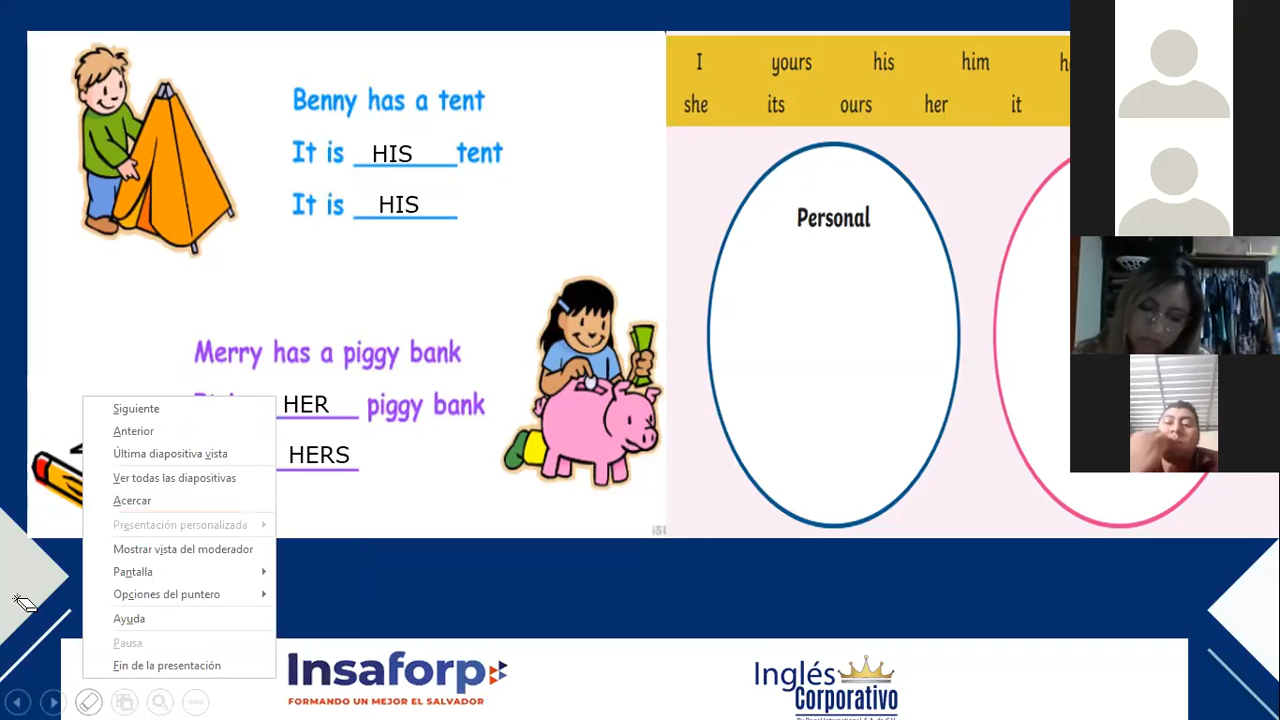 Benny has a tent
It is HIS tent
It is HIS
Merry has a piggy bank
HER piggy bank
HERS
I yours his him
she its ours her it
Personal
Siguiente
Anterior
Última diapositiva vista
Ver todas las diapositivas
Acercar
Presentación personalizada
Mostrar vista del moderador
Pantalla
Opciones del puntero
Ayuda
Pausa
Fin de la presentación
Insaforp
FORMANDO UN MEJOR EL SALVADOR
Inglés
Corporativo